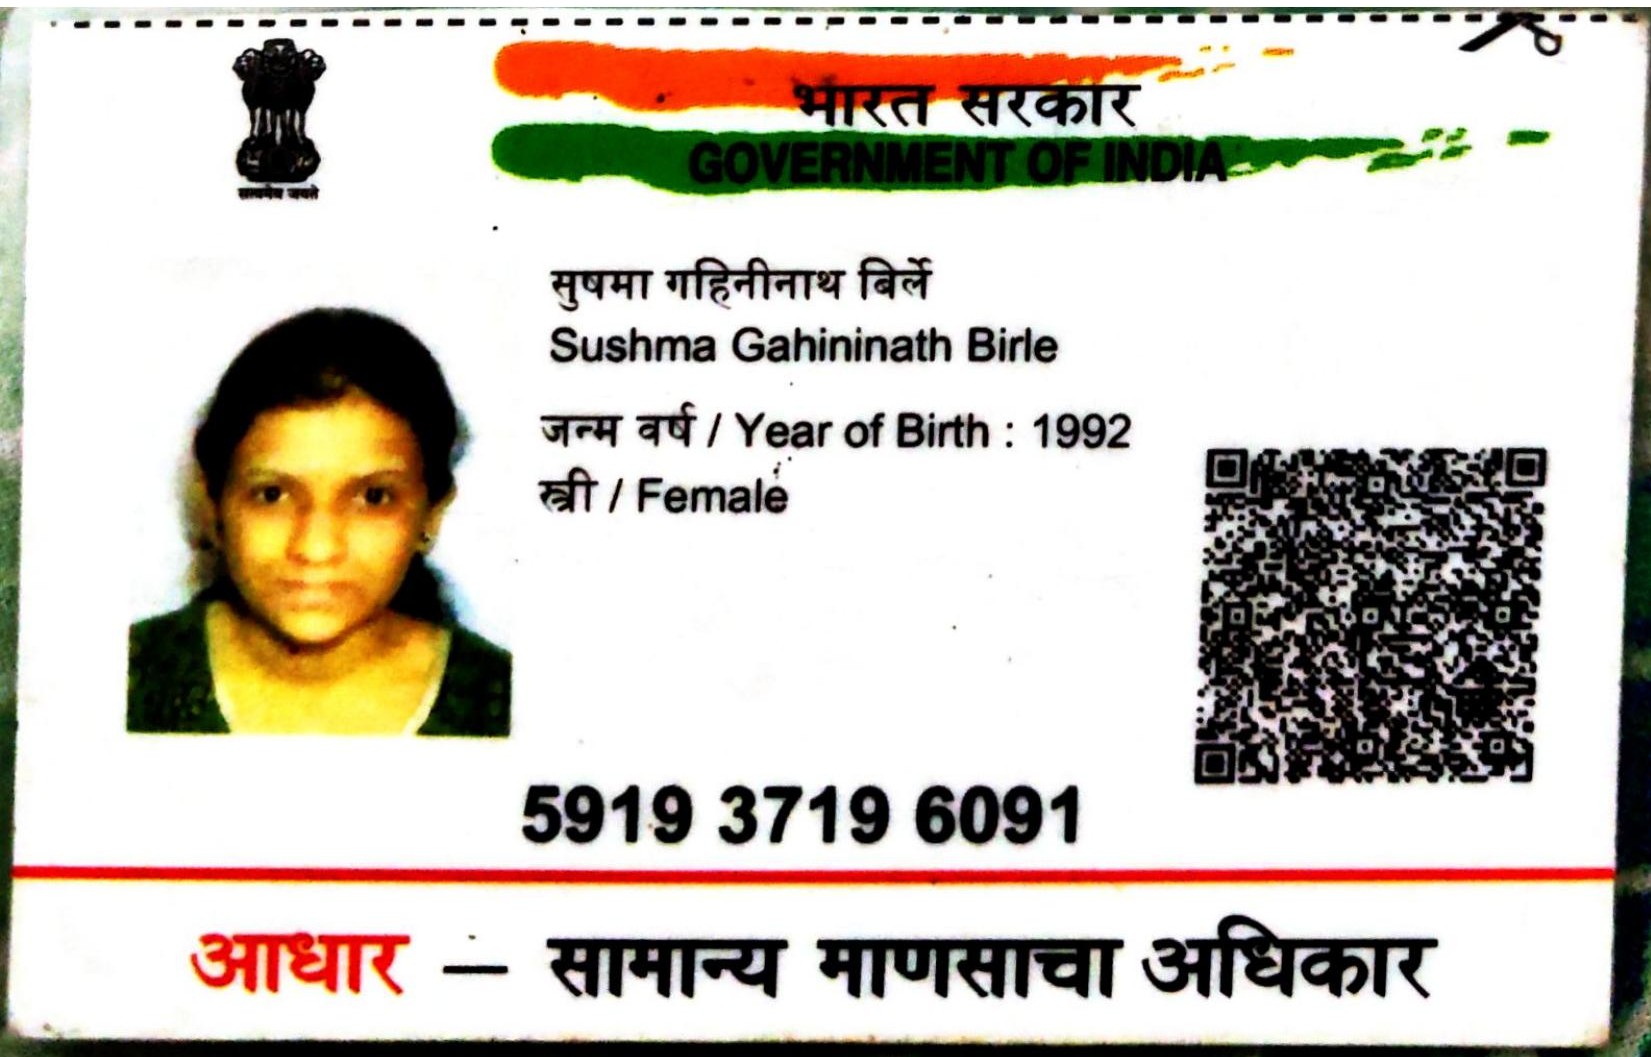 भारत सरकार
GOVERNMENT OF INDIA
सत्यमेव जयते
सुषमा गहिनीनाथ बिर्ले
Sushma Gahininath Birle
जन्म वर्ष / Year of Birth : 1992
स्त्री / Female
5919 3719 6091
आधार — सामान्य माणसाचा अधिकार